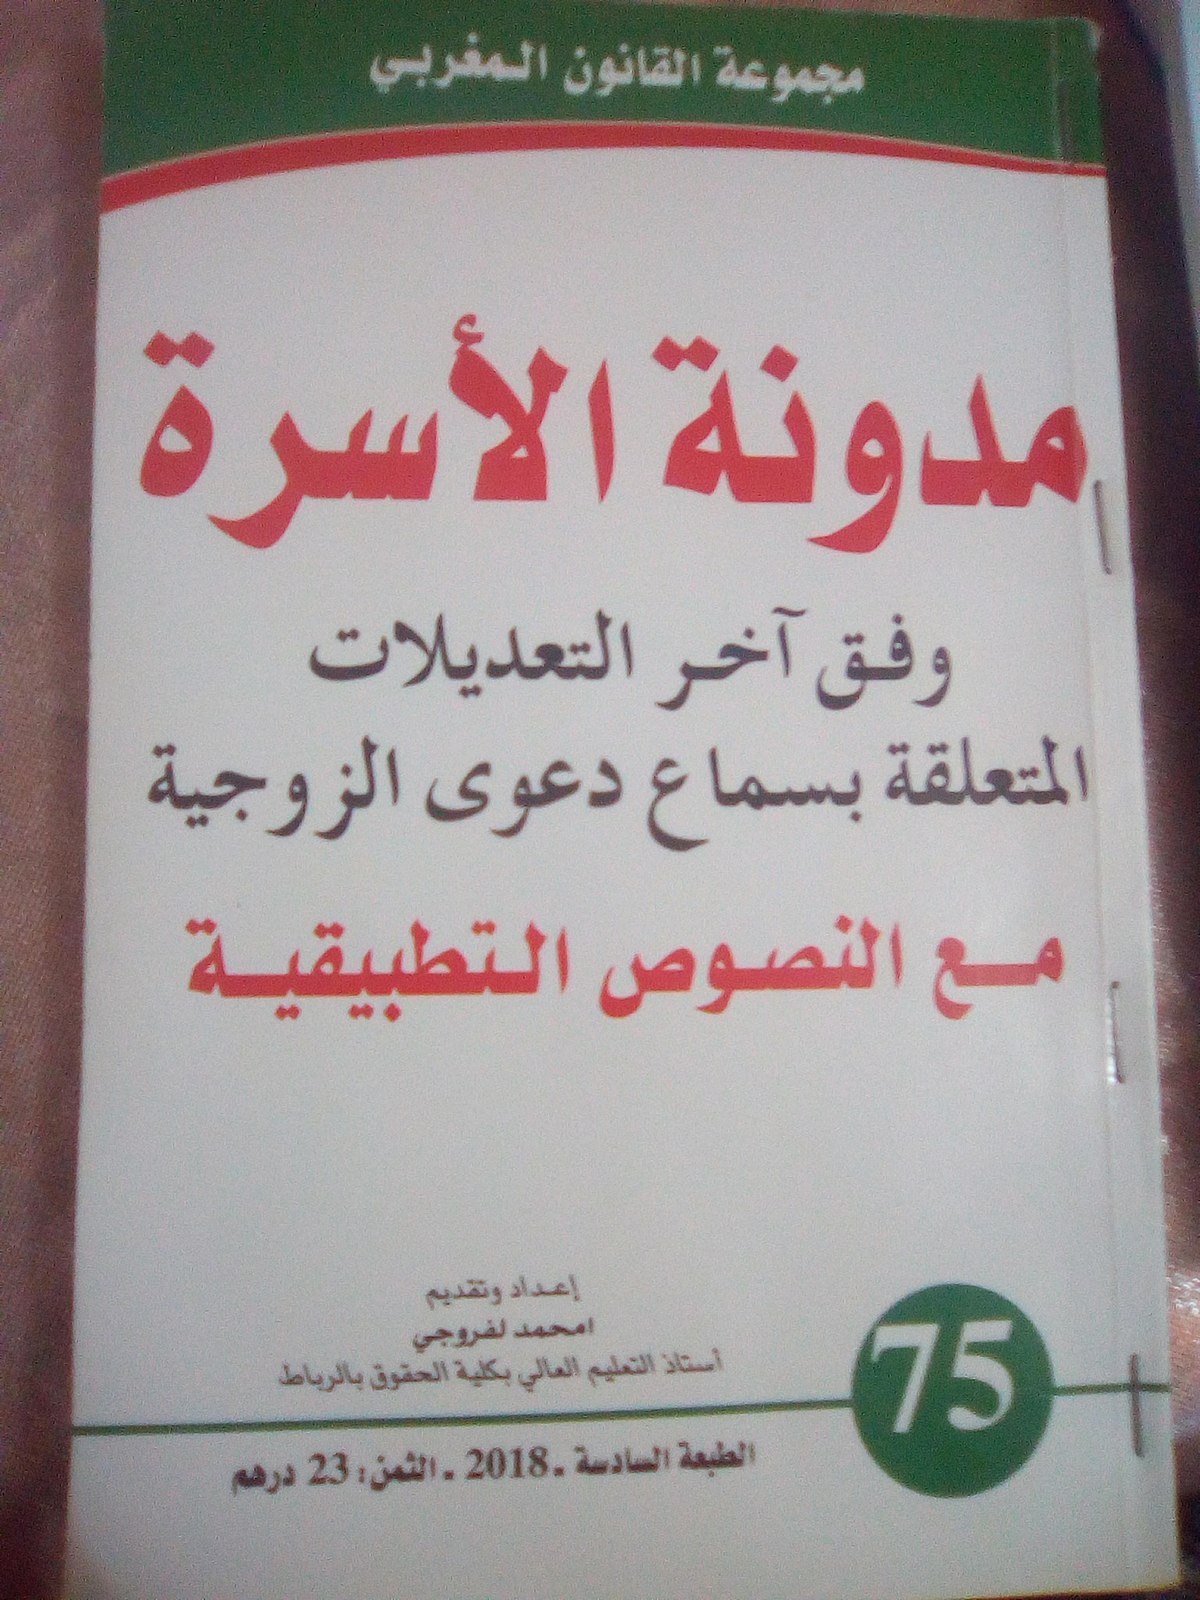 مجموعة القانون المغربي
مدونة الأسرة
وفق آخر التعديلات
المتعلقة بسماع دعوى الزوجية
مع النصوص التطبيقية
إعداد وتقديم
امحمد لفروجي
أستاذ التعليم العالي بكلية الحقوق بالرباط
75
الطبعة السادسة . 2018 . الثمن: 23 درهم